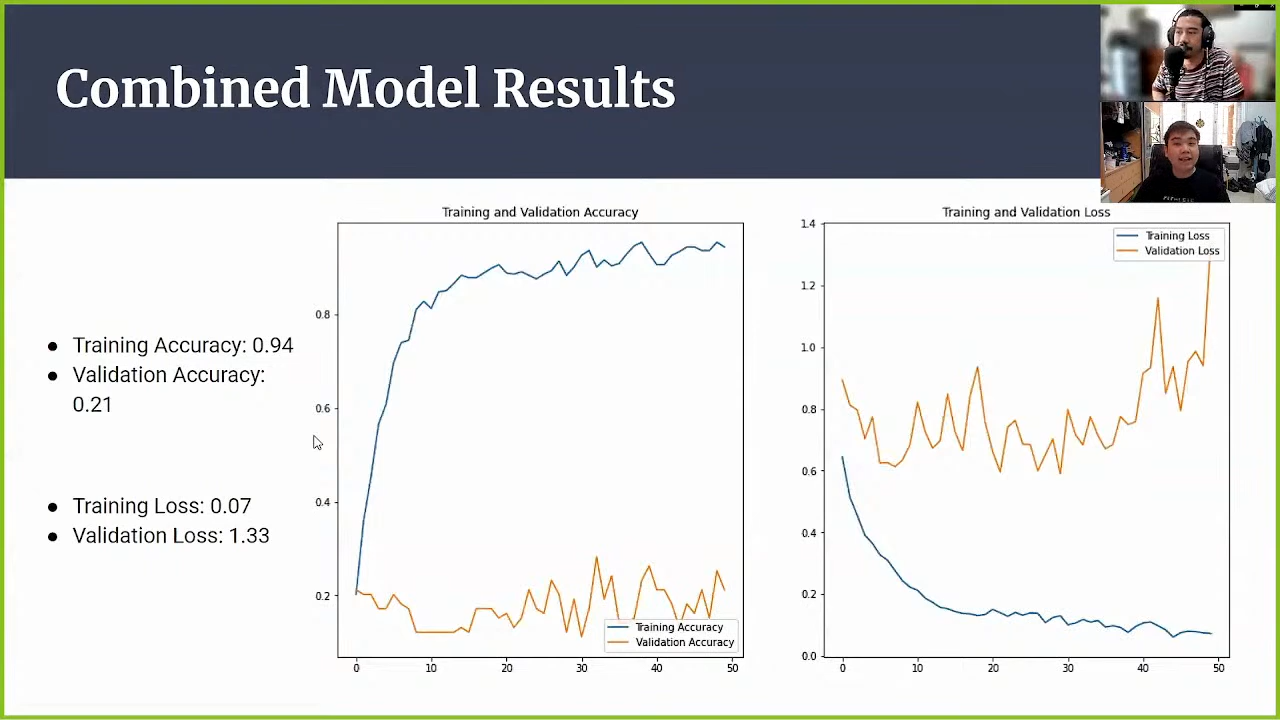 Combined Model Results
● Training Accuracy: 0.94
● Validation Accuracy:
0.21
● Training Loss: 0.07
● Validation Loss: 1.33
Training and Validation Accuracy
0.8
0.6
0.4
0.2
0 10 20 30 40 50
Training Accuracy
Validation Accuracy
Training and Validation Loss
1.4
1.2
1.0
0.8
0.6
0.4
0.2
0.0
0 10 20 30 40 50
Training Loss
Validation Loss